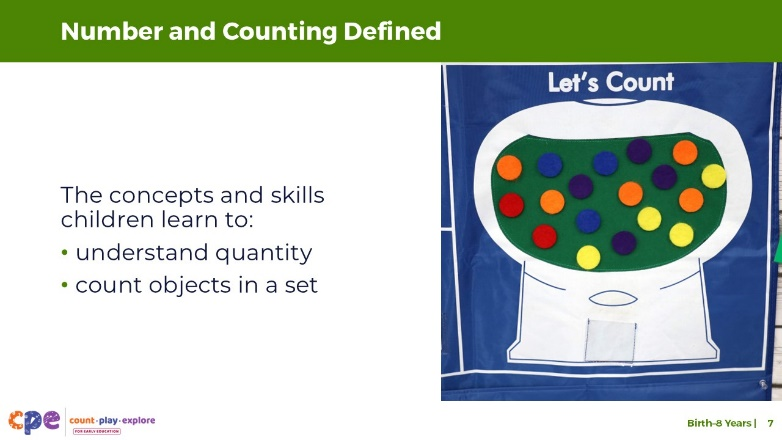 Number and Counting Defined
Let's Count
The concepts and skills
children learn to:
• understand quantity
• count objects in a set
cpe
count·play·explore
FOR EARLY EDUCATION
Birth–8 Years | 7